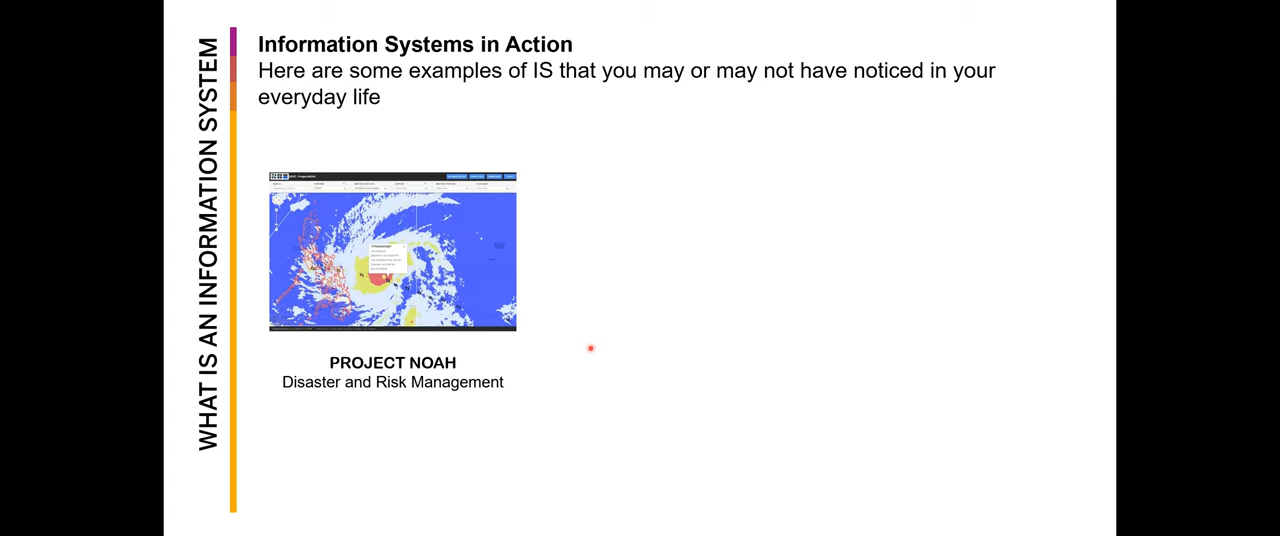 WHAT IS AN INFORMATION SYSTEM
Information Systems in Action
Here are some examples of IS that you may or may not have noticed in your
everyday life
PROJECT NOAH
Disaster and Risk Management